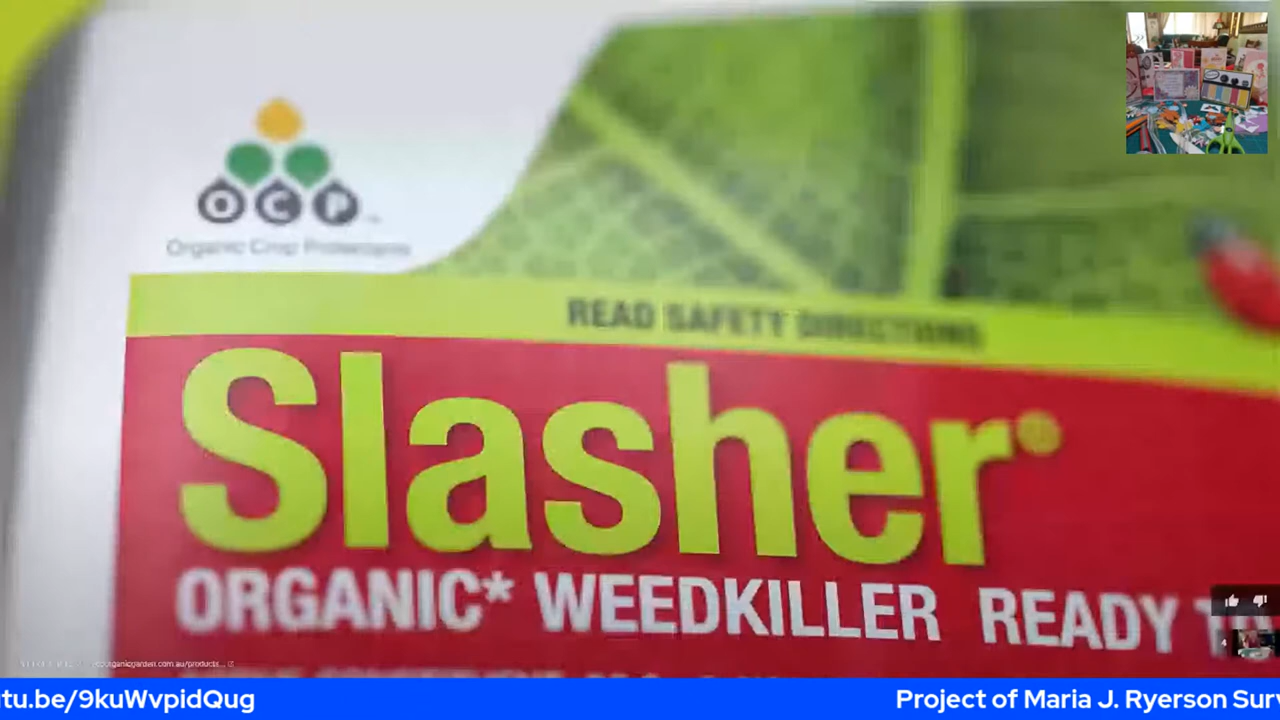 OCP
Organic Crop Protectants
READ SAFETY DIRECTIONS
Slasher®
ORGANIC* WEEDKILLER READY
tu.be/9kuWvpidQug
Project of Maria J. Ryerson Surv